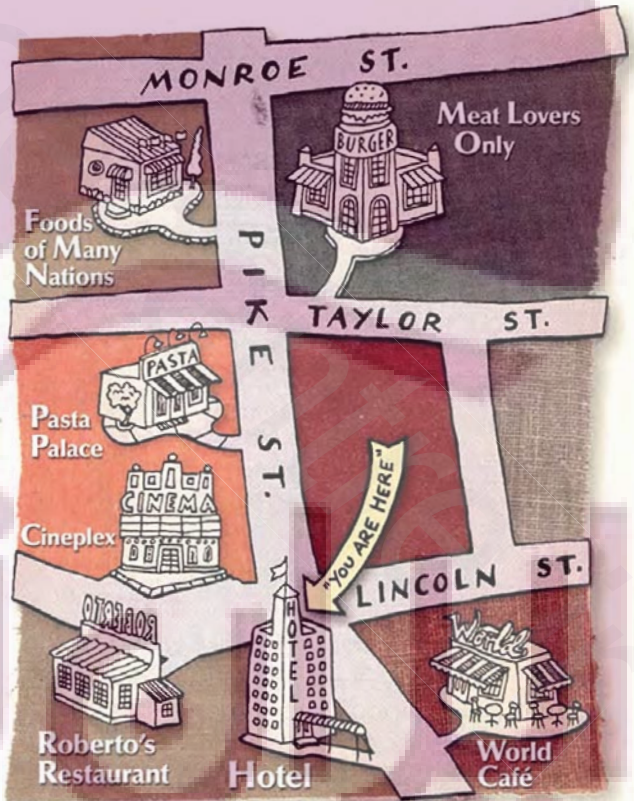 MONROE ST.
BURGER
Meat Lovers
Only
Foods
of Many
Nations
PIKE ST.
TAYLOR ST.
PASTA
Pasta
Palace
CINEMA
Cineplex
"YOU ARE HERE"
LINCOLN ST.
ROBERTO
HOTEL
World
Roberto's
Restaurant
Hotel
World
Café